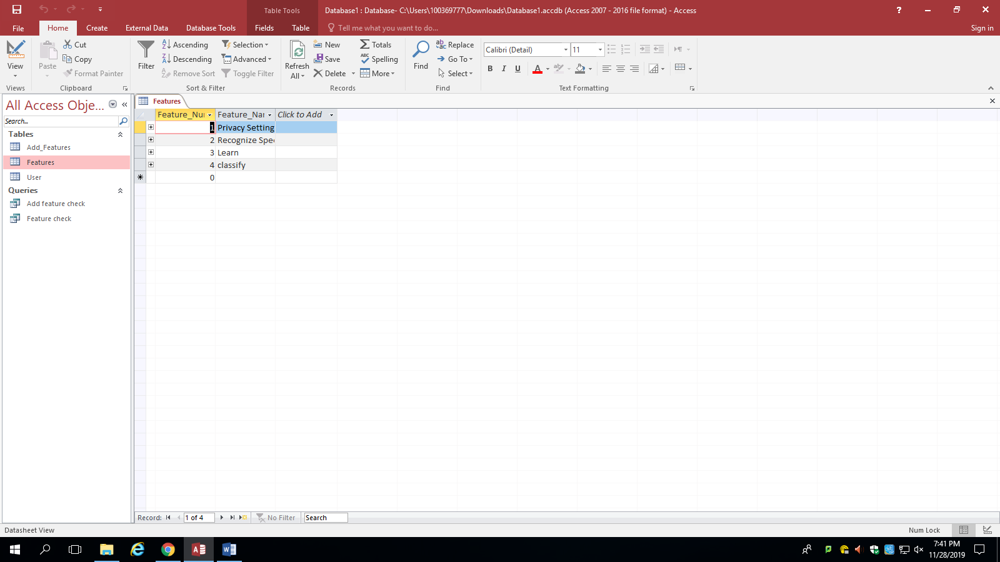 Table Tools
Database1 : Database- C:\Users\100369777\Downloads\Database1.accdb (Access 2007 - 2016 file format) - Access
?
File
Home
Create
External Data
Database Tools
Fields
Table
Tell me what you want to do...
Sign in
View
Paste
Cut
Copy
Format Painter
Filter
Ascending
Descending
Remove Sort
Selection
Advanced
Toggle Filter
Refresh
All
New
Save
Delete
Totals
Spelling
More
Find
Replace
Go To
Select
Calibri (Detail)
11
B I U
Views
Clipboard
Sort & Filter
Records
Find
Text Formatting
All Access Obje...
Search...
Tables
Add_Features
Features
User
Queries
Add feature check
Feature check
Features
Feature_Nur Feature_Nar Click to Add
1 Privacy Setting
2 Recognize Spe
3 Learn
4 classify
0
Record: 1 of 4 No Filter Search
Datasheet View
Num Lock
7:41 PM
11/28/2019